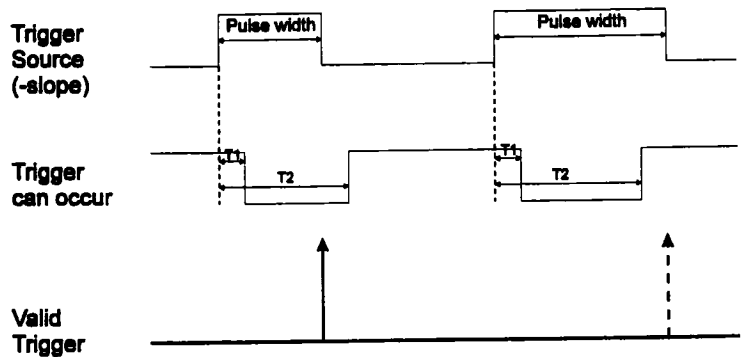 Pulse width
Pulse width
Trigger
Source
(-slope)
T1
T1
T2
T2
Trigger
can occur
Valid
Trigger